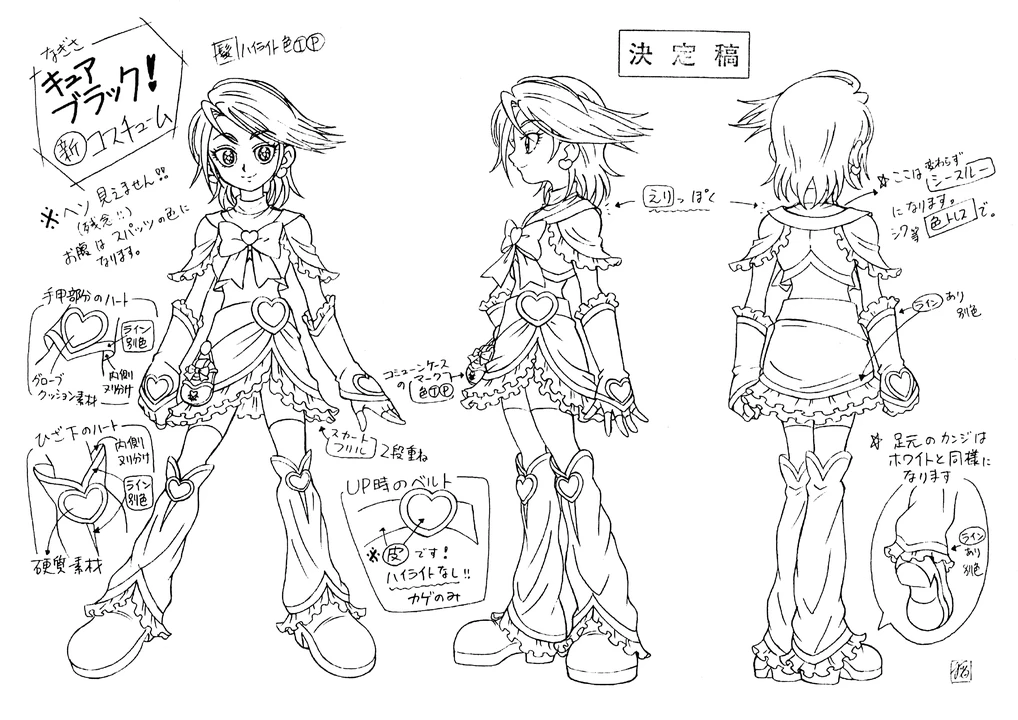 なぎさ
キュア
ブラック!
新 コスチューム
髪 ハイライト色ⓘⓅ
決定稿
※ヘソ見えません!!
(残念!!)
お腹はスパッツの色に
なります。
えりっぽく
※ここは変わらず
シースルー
になります。
シワ等 色トレスで。
手甲部分のハート
ライン
別色
内側
ヌリ分け
グローブ
クッション素材
コミューンケース
の(マーク
色ⓘⓅ
ライン あり
別色
ひざ下のハート
内側
ヌリ分け
ライン
別色
硬質素材
スカート
フリル 2段重ね
UP時のベルト
※皮です!
ハイライトなし!!
カゲのみ
※足元のカンジは
ホワイトと同様に
なります
ライン
あり
別色